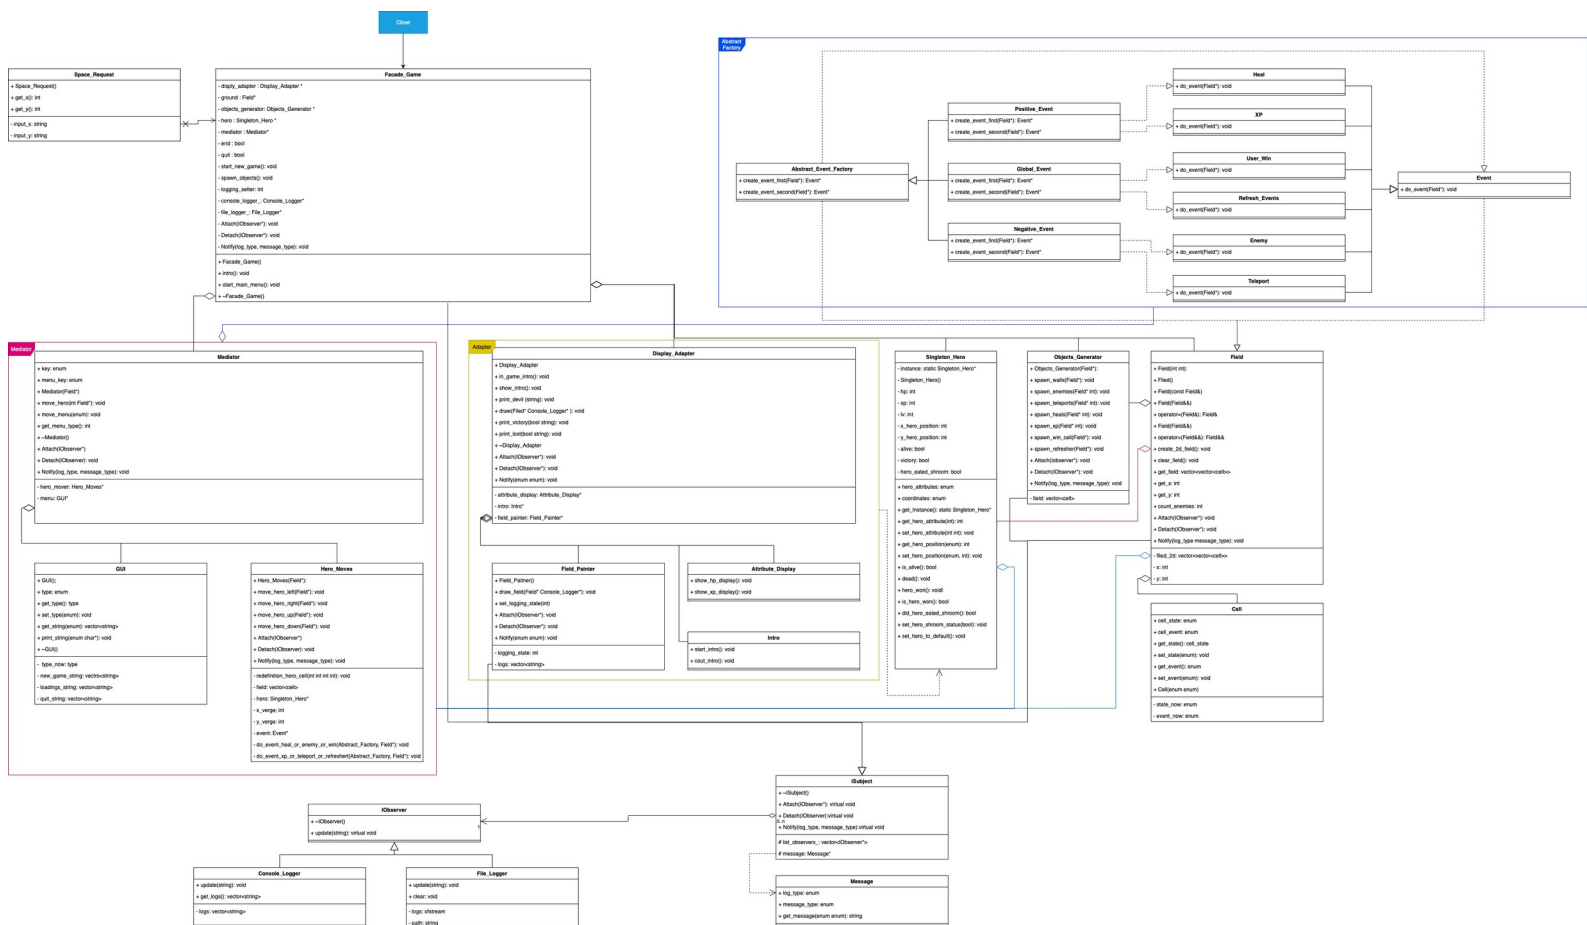 Clinet
Abstract
Factory
Space_Request
+ Space_Request()
+ get_x(): int
+ get_y(): int
- input_x: string
- input_y: string
Facade_Game
- disply_adapter : Display_Adapter *
- ground : Field*
- objects_generator: Objects_Generator *
- hero : Singleton_Hero *
- mediator : Mediator*
- end : bool
- quit : bool
- start_new_game(): void
- spawn_objects(): void
- logging_setter: int
- console_logger_: Console_Logger*
- file_logger_: File_Logger*
- Attach(IObserver*): void
- Detach(IObserver*): void
- Notify(log_type, message_type): void
+ Facade_Game()
+ intro(): void
+ start_main_menu(): void
+ ~Facade_Game()
Abstract_Event_Factory
+ create_event_first(Field*): Event*
+ create_event_second(Field*): Event*
Positive_Event
+ create_event_first(Field*): Event*
+ create_event_second(Field*): Event*
Global_Event
+ create_event_first(Field*): Event*
+ create_event_second(Field*): Event*
Negative_Event
+ create_event_first(Field*): Event*
+ create_event_second(Field*): Event*
Heal
+ do_event(Field*): void
XP
+ do_event(Field*): void
User_Win
+ do_event(Field*): void
Refresh_Events
+ do_event(Field*): void
Enemy
+ do_event(Field*): void
Teleport
+ do_event(Field*): void
Event
+ do_event(Field*): void
Mediator
Mediator
+ key: enum
+ menu_key: enum
+ Mediator(Field*)
+ move_hero(int Field*): void
+ move_menu(enum): void
+ get_menu_type(): int
+ ~Mediator()
+ Attach(IObserver*)
+ Detach(IObserver): void
+ Notify(log_type, message_type): void
- hero_mover: Hero_Moves*
- menu: GUI*
GUI
+ GUI();
+ type: enum
+ get_type(): type
+ set_type(enum): void
+ get_string(enum): vector<string>
+ print_string(enum char*): void
+ ~GUI()
- type_now: type
- new_game_string: vectro<string>
- loadings_string: vector<string>
- quit_string: vector<string>
Hero_Moves
+ Hero_Moves(Field*):
+ move_hero_left(Field*): void
+ move_hero_right(Field*): void
+ move_hero_up(Field*): void
+ move_hero_down(Field*): void
+ Attach(IObserver*)
+ Detach(IObserver): void
+ Notify(log_type, message_type): void
- redefinition_hero_cell(int int int int): void
- field: vector<cell>
- hero: Singleton_Hero*
- x_verge: int
- y_verge: int
- event: Event*
- do_event_heal_or_enemy_or_win(Abstract_Factory, Field*): void
- do_event_xp_or_teleport_or_refreshert(Abstract_Factory, Field*): void
Adapter
Display_Adapter
+ Display_Adapter
+ in_game_intro(): void
+ show_intro(): void
+ print_devil (string): void
+ draw(Filed* Console_Logger* ): void
+ print_victory(bool string): void
+ print_lost(bool string): void
+ ~Display_Adapter
+ Attach(IObserver*): void
+ Detach(IObserver*): void
+ Notify(enum enum): void
- attribute_display: Attribute_Display*
- intro: Intro*
- field_painter: Field_Painter*
Field_Painter
+ Field_Paitner()
+ draw_field(Field* Console_Logger*): void
+ set_logging_state(int)
+ Attach(IObserver*): void
+ Detach(IObserver*): void
+ Notify(enum enum): void
- logging_state: int
- logs: vector<string>
Attribute_Display
+ show_hp_display(): void
+ show_xp_display(): void
Intro
+ start_intro(): void
+ cout_intro(): void
Singleton_Hero
- instance: static Singleton_Hero*
- Singleton_Hero()
- hp: int
- xp: int
- lv: int
- x_hero_position: int
- y_hero_position: int
- alive: bool
- victory: bool
- hero_eated_shroom: bool
+ hero_attributes: enum
+ coordinates: enum
+ get_Instance(): static Singleton_Hero*
+ get_hero_attribute(int): int
+ set_hero_attribute(int int): void
+ get_hero_position(enum): int
+ set_hero_position(enum, int): void
+ is_alive(): bool
+ dead(): void
+ hero_won(): void
+ is_hero_won(): bool
+ did_hero_eated_shroom(): bool
+ set_hero_shroom_status(bool): void
+ set_hero_to_default(): void
Objects_Generator
+ Objects_Generator(Field*):
+ spawn_walls(Field*): void
+ spawn_enemies(Field* int): void
+ spawn_teleports(Field* int): void
+ spawn_heals(Field* int): void
+ spawn_xp(Field* int): void
+ spawn_win_cell(Field*): void
+ spawn_refresher(Field*): void
+ Attach(Iobserver*): void
+ Detach(IObserver*): void
+ Notify(log_type, message_type): void
- field: vector<cell>
Field
+ Field(int int):
+ Filed()
+ Field(const Field&)
+ Field(Field&&)
+ operator=(Field&): Field&
+ Field(Field&&)
+ operator=(Field&&): Field&&
+ create_2d_field(): void
+ clear_field(): void
+ get_field: vector<vector<cell>>
+ get_x: int
+ get_y: int
+ count_enemies: int
+ Attach(IObserver*): void
+ Detach(IObserver*): void
+ Notify(log_type message_type): void
- filed_2d: vector<vector<cell>>
- x: int
- y: int
Cell
+ cell_state: enum
+ cell_event: enum
+ get_state(): cell_state
+ set_state(enum): void
+ get_event(): enum
+ set_event(enum): void
+ Cell(enum enum)
- state_now: enum
- event_now: enum
ISubject
+ ~ISubject()
+ Attach(IObserver*): virtual void
+ Detach(IObserver):virtual void
0..n
+ Notify(log_type, message_type):virtual void
# list_observers_: vector<IObserver*>
# message: Message*
IObserver
+ ~IObserver()
+ update(string): virtual void
1
Console_Logger
+ update(string): void
+ get_logs(): vector<string>
- logs: vector<string>
File_Logger
+ update(string): void
+ clear: void
- logs: ofstream
- path: string
Message
+ log_type: enum
+ message_type: enum
+ get_message(enum enum): string